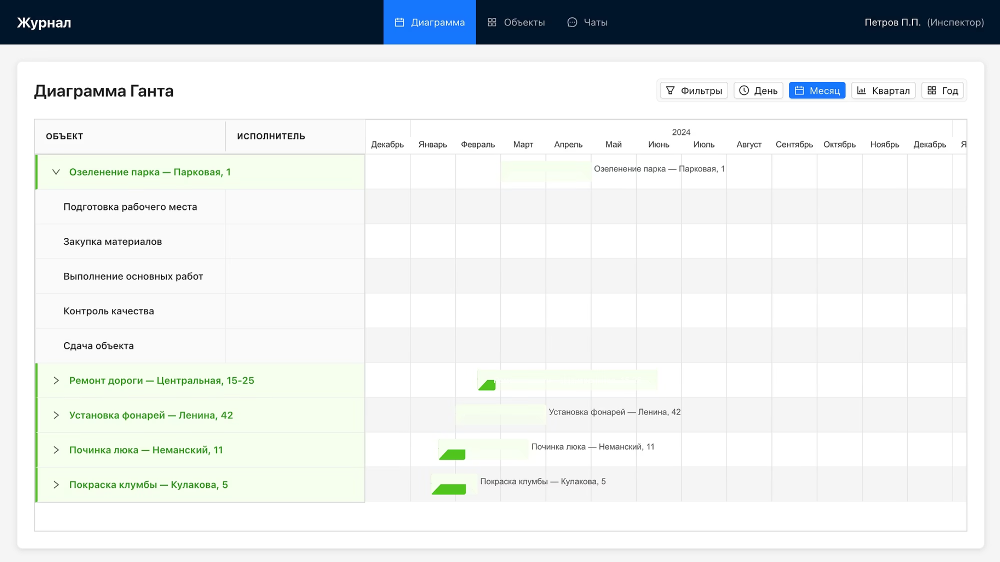 Журнал
Диаграмма
Объекты
Чаты
Петров П.П. (Инспектор)
Диаграмма Ганта
Фильтры
День
Месяц
Квартал
Год
ОБЪЕКТ
ИСПОЛНИТЕЛЬ
2024
Декабрь Январь Февраль Март Апрель Май Июнь Июль Август Сентябрь Октябрь Ноябрь Декабрь Я
Озеленение парка — Парковая, 1
Озеленение парка — Парковая, 1
Подготовка рабочего места
Закупка материалов
Выполнение основных работ
Контроль качества
Сдача объекта
Ремонт дороги — Центральная, 15-25
Установка фонарей — Ленина, 42
Установка фонарей — Ленина, 42
Починка люка — Неманский, 11
Починка люка — Неманский, 11
Покраска клумбы — Кулакова, 5
Покраска клумбы — Кулакова, 5